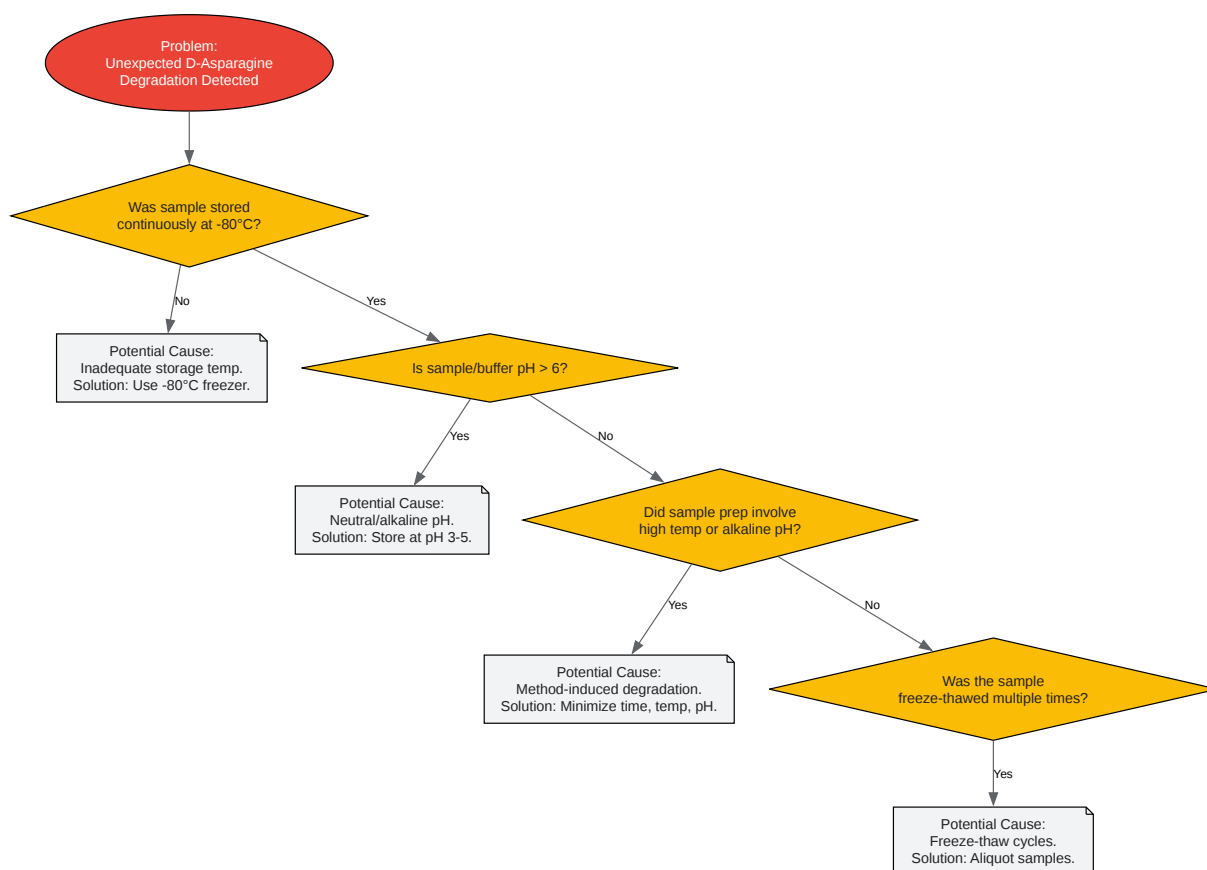 Problem:
Unexpected D-Asparagine
Degradation Detected
Was sample stored
continuously at -80°C?
No
Yes
Potential Cause:
Inadequate storage temp.
Solution: Use -80°C freezer.
Is sample/buffer pH > 6?
Yes
No
Potential Cause:
Neutral/alkaline pH.
Solution: Store at pH 3-5.
Did sample prep involve
high temp or alkaline pH?
Yes
No
Potential Cause:
Method-induced degradation.
Solution: Minimize time, temp, pH.
Was the sample
freeze-thawed multiple times?
Yes
Potential Cause:
Freeze-thaw cycles.
Solution: Aliquot samples.